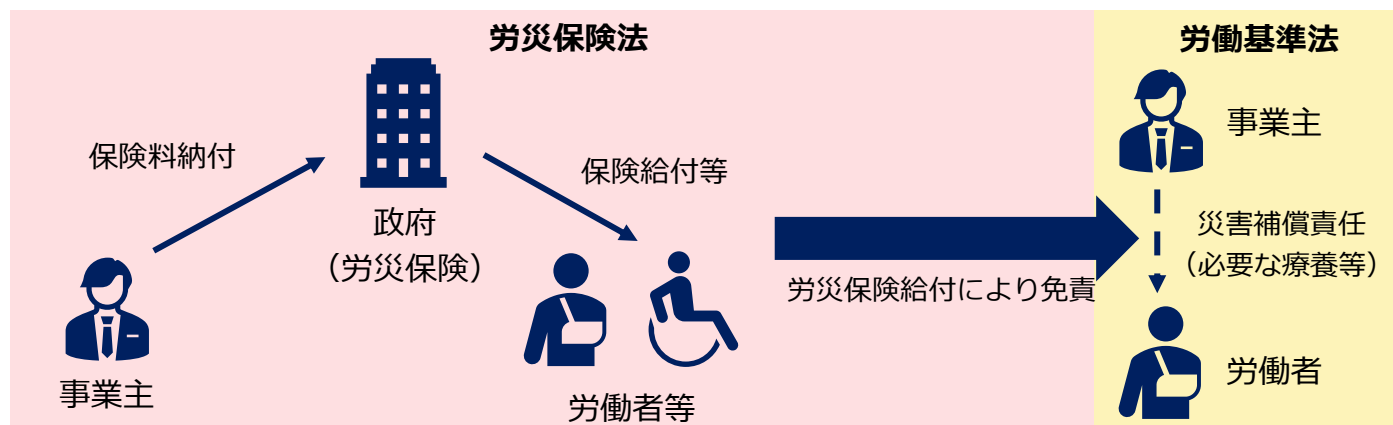 労災保険法
保険料納付
政府
（労災保険）
保険給付等
事業主
労働者等
労災保険給付により免責
労働基準法
事業主
災害補償責任
（必要な療養等）
労働者